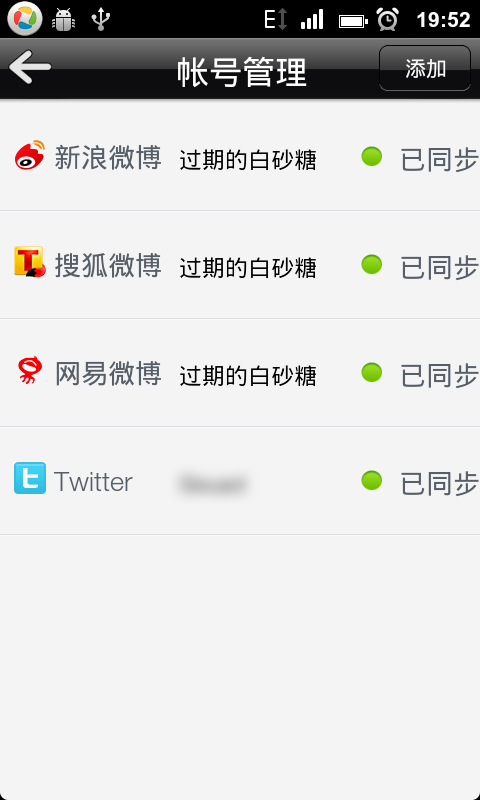 E 19:52
帐号管理 添加
新浪微博 过期的白砂糖 已同步
搜狐微博 过期的白砂糖 已同步
网易微博 过期的白砂糖 已同步
Twitter 已同步